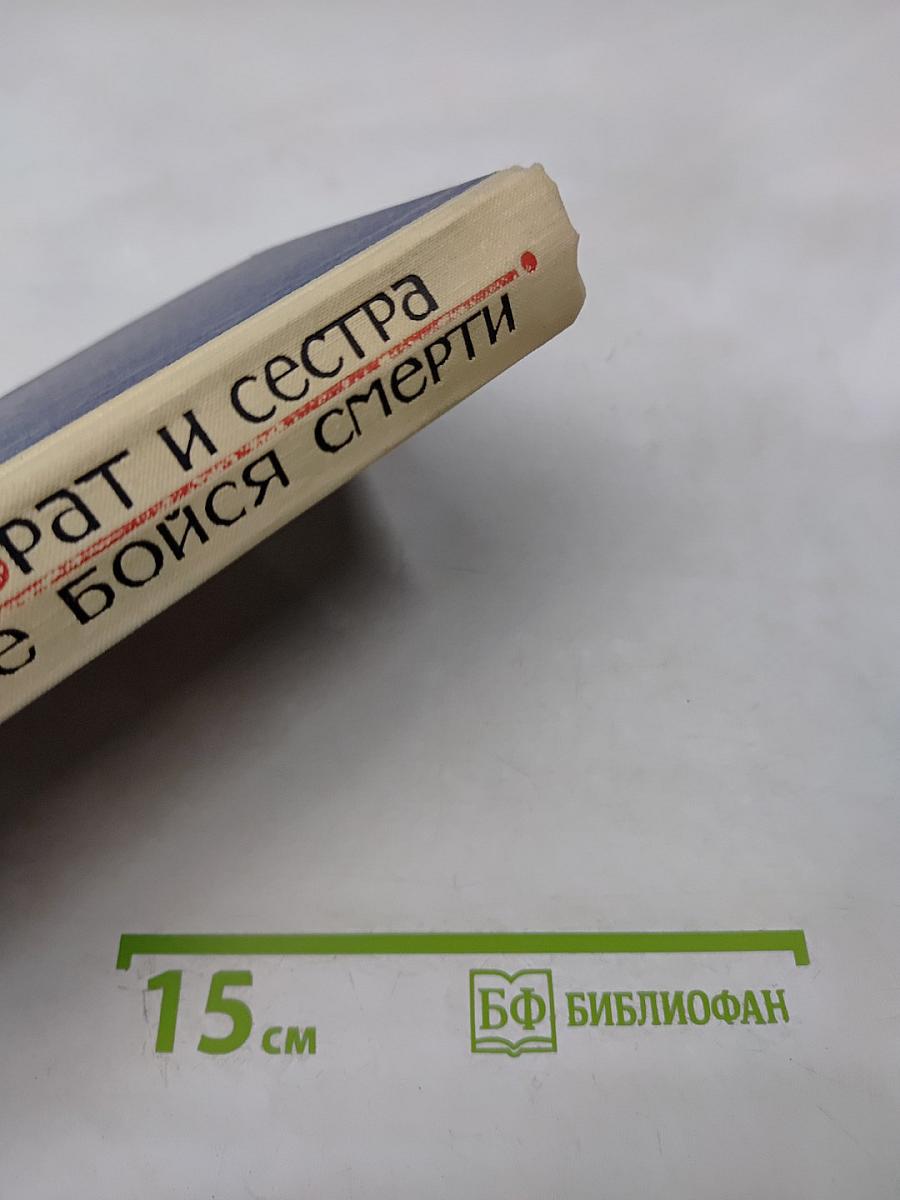 рат и сестра
е бойся смерти
15 см
БФ БИБЛИОФАН